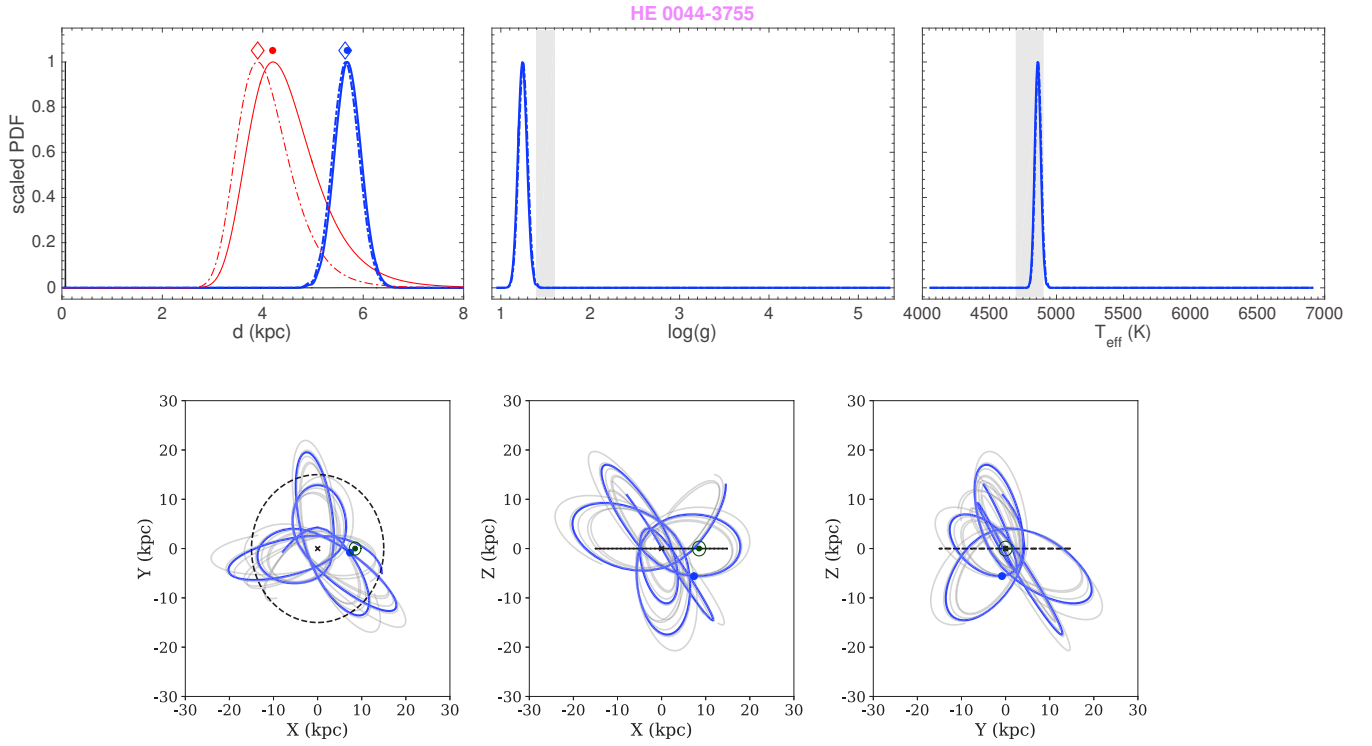 HE 0044-3755
scaled PDF
1
0.8
0.6
0.4
0.2
0
0 2 4 6 8
d (kpc)
1 2 3 4 5
log(g)
4000 4500 5000 5500 6000 6500 7000
T_eff (K)
Y (kpc)
30
20
10
0
-10
-20
-30
-30 -20 -10 0 10 20 30
X (kpc)
Z (kpc)
30
20
10
0
-10
-20
-30
-30 -20 -10 0 10 20 30
X (kpc)
Z (kpc)
30
20
10
0
-10
-20
-30
-30 -20 -10 0 10 20 30
Y (kpc)